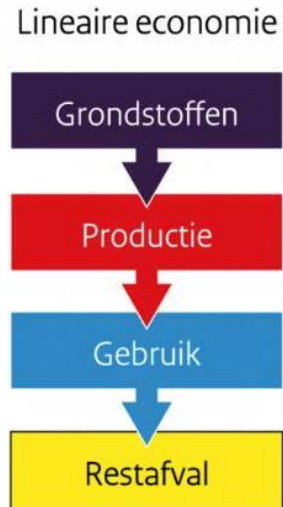 Lineaire economie
Grondstoffen
Productie
Gebruik
Restafval